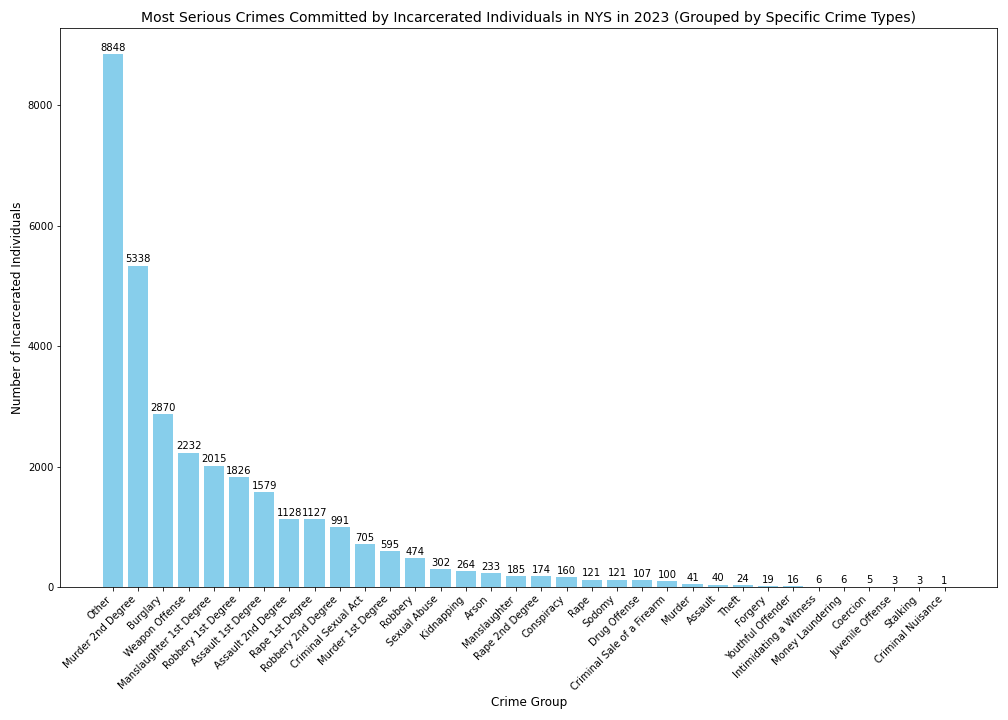 Most Serious Crimes Committed by Incarcerated Individuals in NYS in 2023 (Grouped by Specific Crime Types)
Number of Incarcerated Individuals
8000
6000
4000
2000
0
8848
5338
2870
2232
2015
1826
1579
1128
1127
991
705
595
474
302
264
233
185
174
160
121
121
107
100
41
40
24
19
16
6
6
5
3
3
1
Other
Murder 2nd Degree
Burglary
Weapon Offense
Manslaughter 1st Degree
Robbery 1st Degree
Assault 1st Degree
Assault 2nd Degree
Rape 1st Degree
Robbery 2nd Degree
Criminal Sexual Act
Murder 1st Degree
Robbery
Sexual Abuse
Kidnapping
Arson
Manslaughter
Rape 2nd Degree
Conspiracy
Rape
Sodomy
Drug Offense
Criminal Sale of a Firearm
Murder
Assault
Theft
Forgery
Youthful Offender
Intimidating a Witness
Money Laundering
Coercion
Juvenile Offense
Stalking
Criminal Nuisance
Crime Group